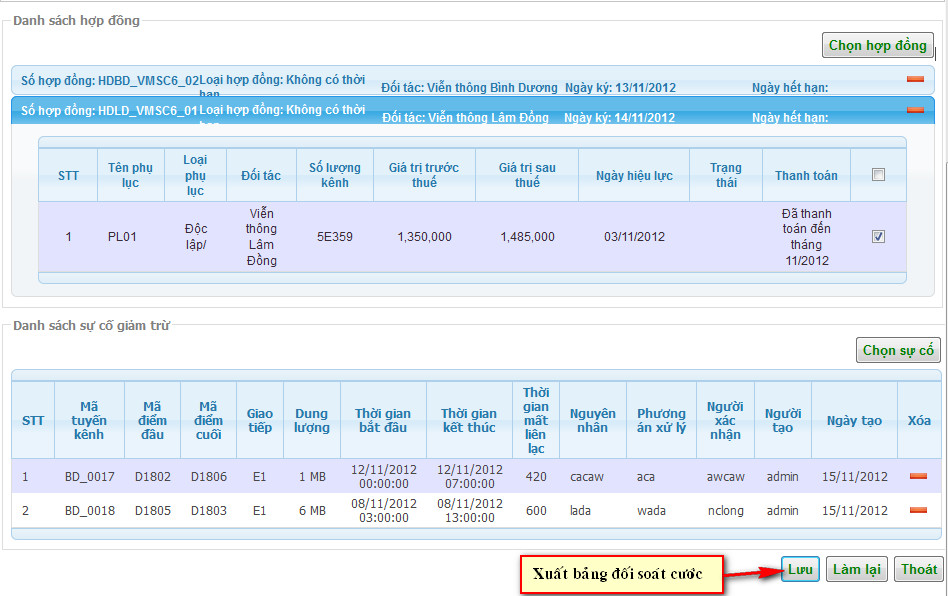 Danh sách hợp đồng
Chọn hợp đồng
Số hợp đồng: HDBD_VMSC6_02 Loại hợp đồng: Không có thời hạn Đối tác: Viễn thông Bình Dương Ngày ký: 13/11/2012 Ngày hết hạn:
Số hợp đồng: HDLD_VMSC6_01 Loại hợp đồng: Không có thời Đối tác: Viễn thông Lâm Đồng Ngày ký: 14/11/2012 Ngày hết hạn:
STT Tên phụ lục Loại phụ lục Đối tác Số lượng kênh Giá trị trước thuế Giá trị sau thuế Ngày hiệu lực Trạng thái Thanh toán
1 PL01 Độc lập/ Viễn thông Lâm Đồng 5E359 1,350,000 1,485,000 03/11/2012 Đã thanh toán đến tháng 11/2012
Danh sách sự cố giảm trừ
Chọn sự cố
STT Mã tuyến kênh Mã điểm đầu Mã điểm cuối Giao tiếp Dung lượng Thời gian bắt đầu Thời gian kết thúc Thời gian mất liên lạc Nguyên nhân Phương án xử lý Người xác nhận Người tạo Ngày tạo Xóa
1 BD_0017 D1802 D1806 E1 1 MB 12/11/2012 00:00:00 12/11/2012 07:00:00 420 cacaw aca awcaw admin 15/11/2012
2 BD_0018 D1805 D1803 E1 6 MB 08/11/2012 03:00:00 08/11/2012 13:00:00 600 lada wada nclong admin 15/11/2012
Xuất bảng đối soát cước
Lưu Làm lại Thoát